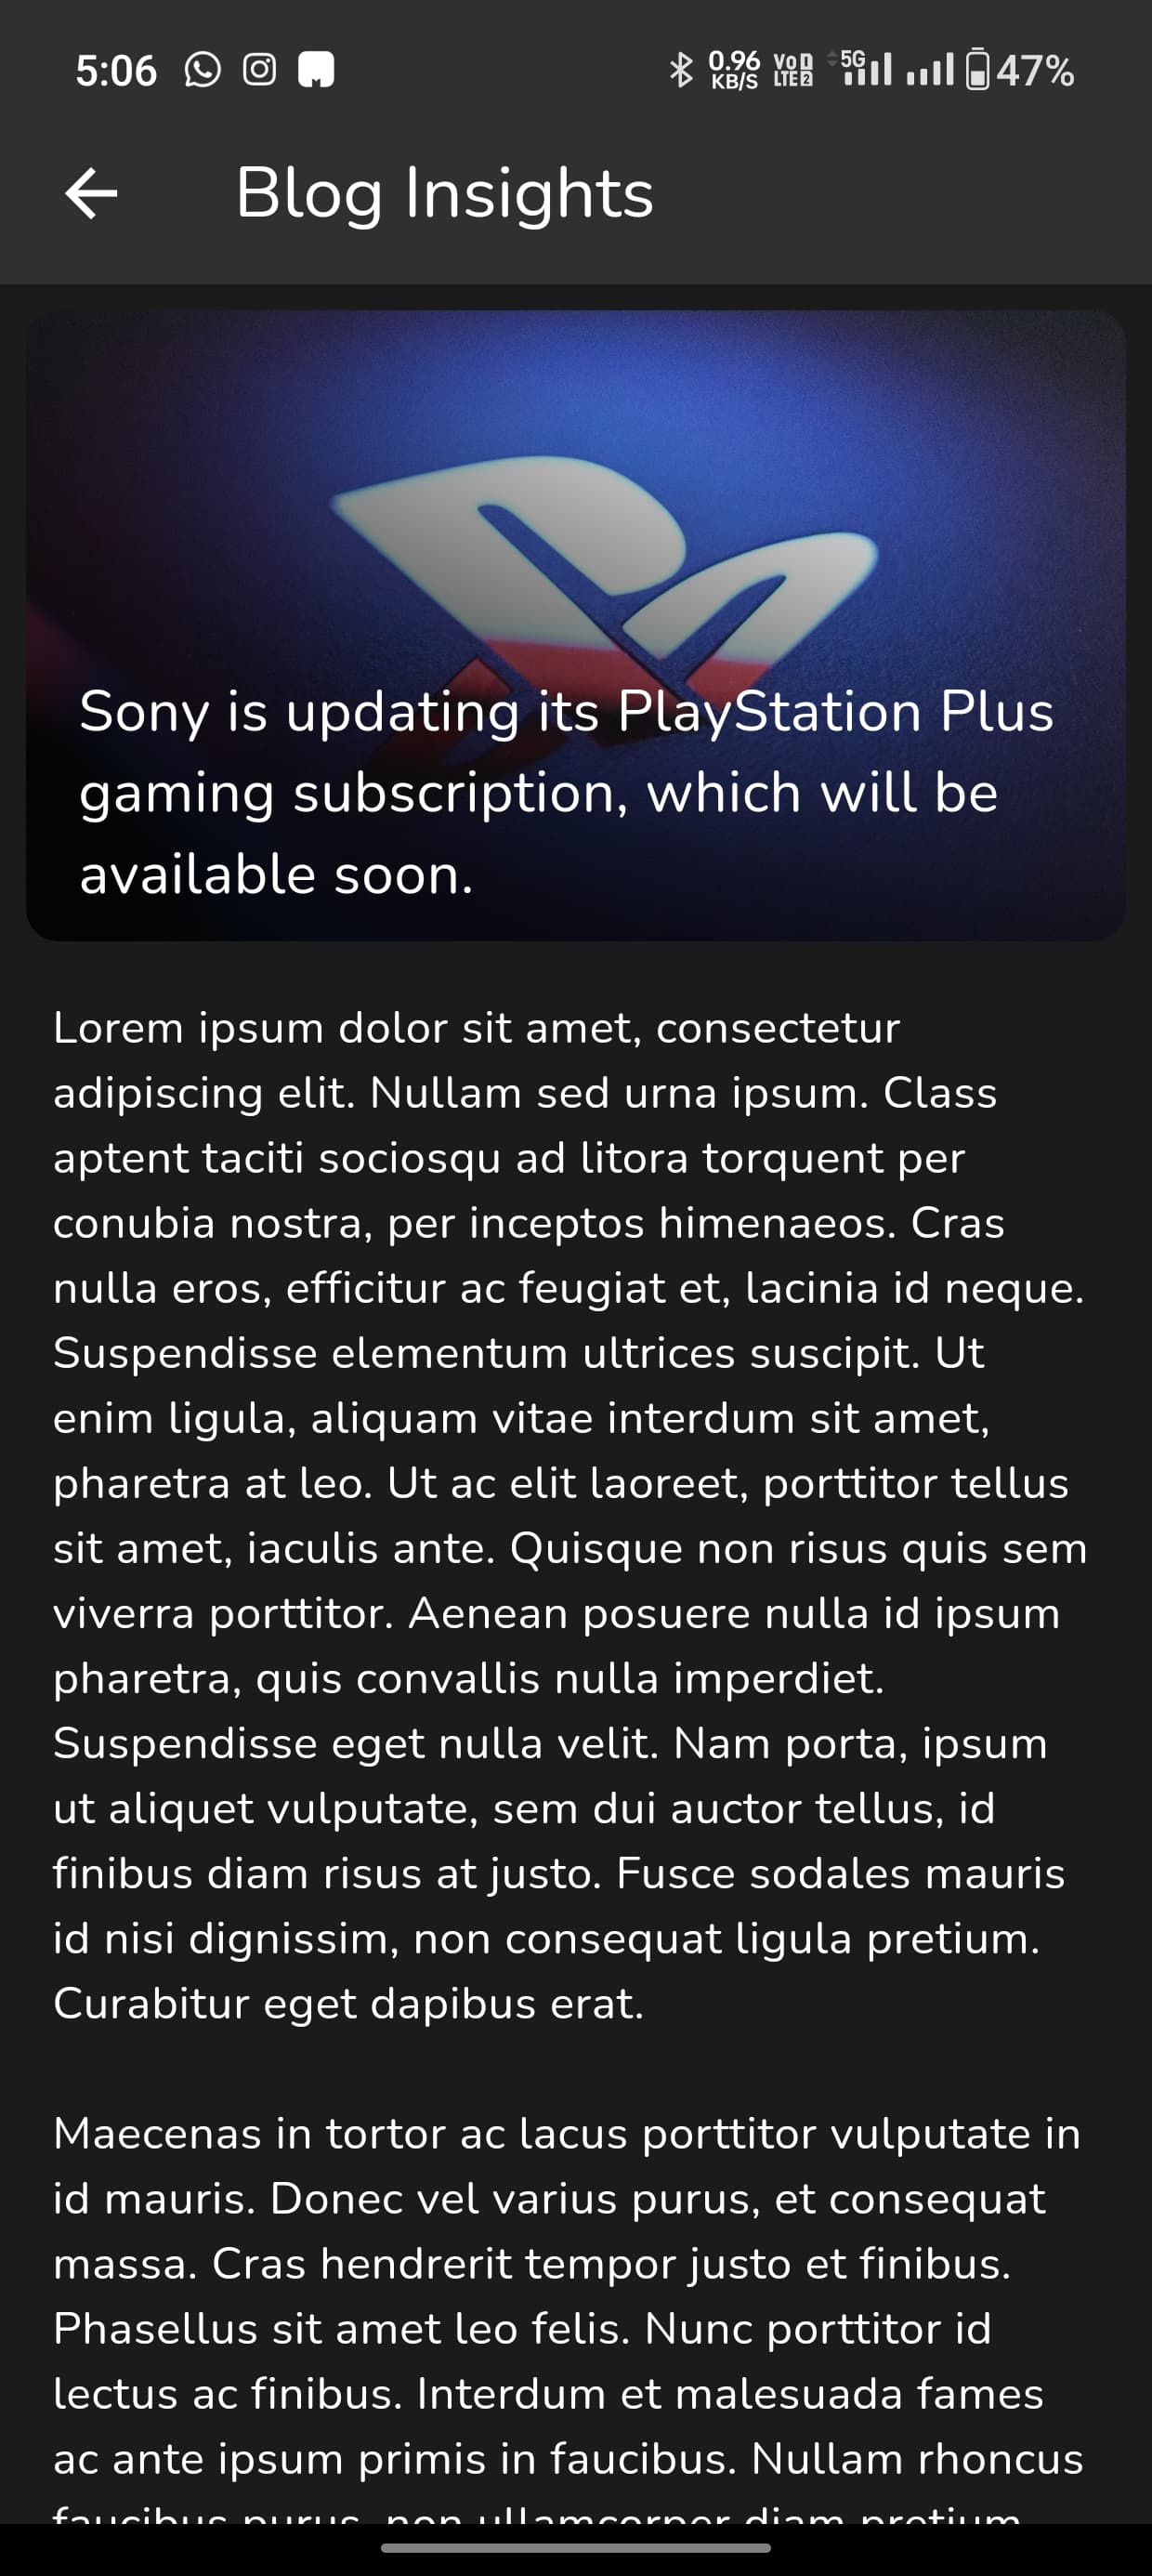 5:06
0.96 KB/S
VoD LTE2
5G
47%
Blog Insights
Sony is updating its PlayStation Plus
gaming subscription, which will be
available soon.
Lorem ipsum dolor sit amet, consectetur
adipiscing elit. Nullam sed urna ipsum. Class
aptent taciti sociosqu ad litora torquent per
conubia nostra, per inceptos himenaeos. Cras
nulla eros, efficitur ac feugiat et, lacinia id neque.
Suspendisse elementum ultrices suscipit. Ut
enim ligula, aliquam vitae interdum sit amet,
pharetra at leo. Ut ac elit laoreet, porttitor tellus
sit amet, iaculis ante. Quisque non risus quis sem
viverra porttitor. Aenean posuere nulla id ipsum
pharetra, quis convallis nulla imperdiet.
Suspendisse eget nulla velit. Nam porta, ipsum
ut aliquet vulputate, sem dui auctor tellus, id
finibus diam risus at justo. Fusce sodales mauris
id nisi dignissim, non consequat ligula pretium.
Curabitur eget dapibus erat.
Maecenas in tortor ac lacus porttitor vulputate in
id mauris. Donec vel varius purus, et consequat
massa. Cras hendrerit tempor justo et finibus.
Phasellus sit amet leo felis. Nunc porttitor id
lectus ac finibus. Interdum et malesuada fames
ac ante ipsum primis in faucibus. Nullam rhoncus
faucibus purus, non ullamcorper diam pretium